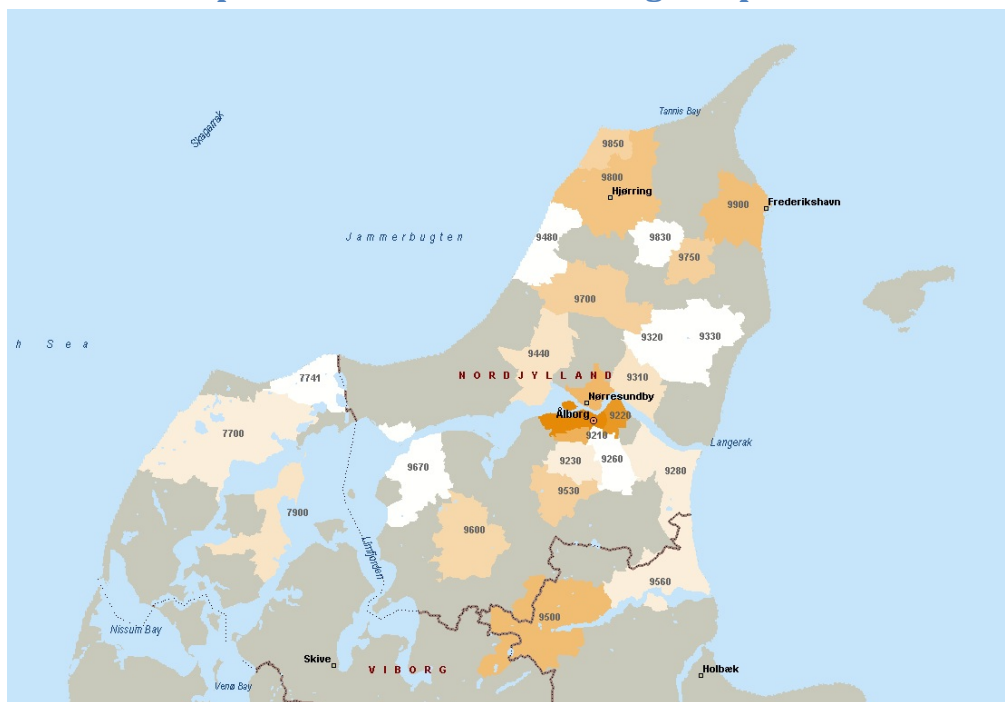 Tannis Bay
Skagerrak
9850
9800
Hjørring
9900
Frederikshavn
Jammerbugten
9480
9830
9750
9700
9320
9330
h Sea
9440
7741
NORDJYLLAND
9310
Nørresundby
Ålborg
9220
7700
9210
Langerak
9670
9230
9260
9280
9530
7900
9600
Limfjorden
9560
9500
Nissum Bay
Skive
VIBORG
Holbæk
Venø Bay